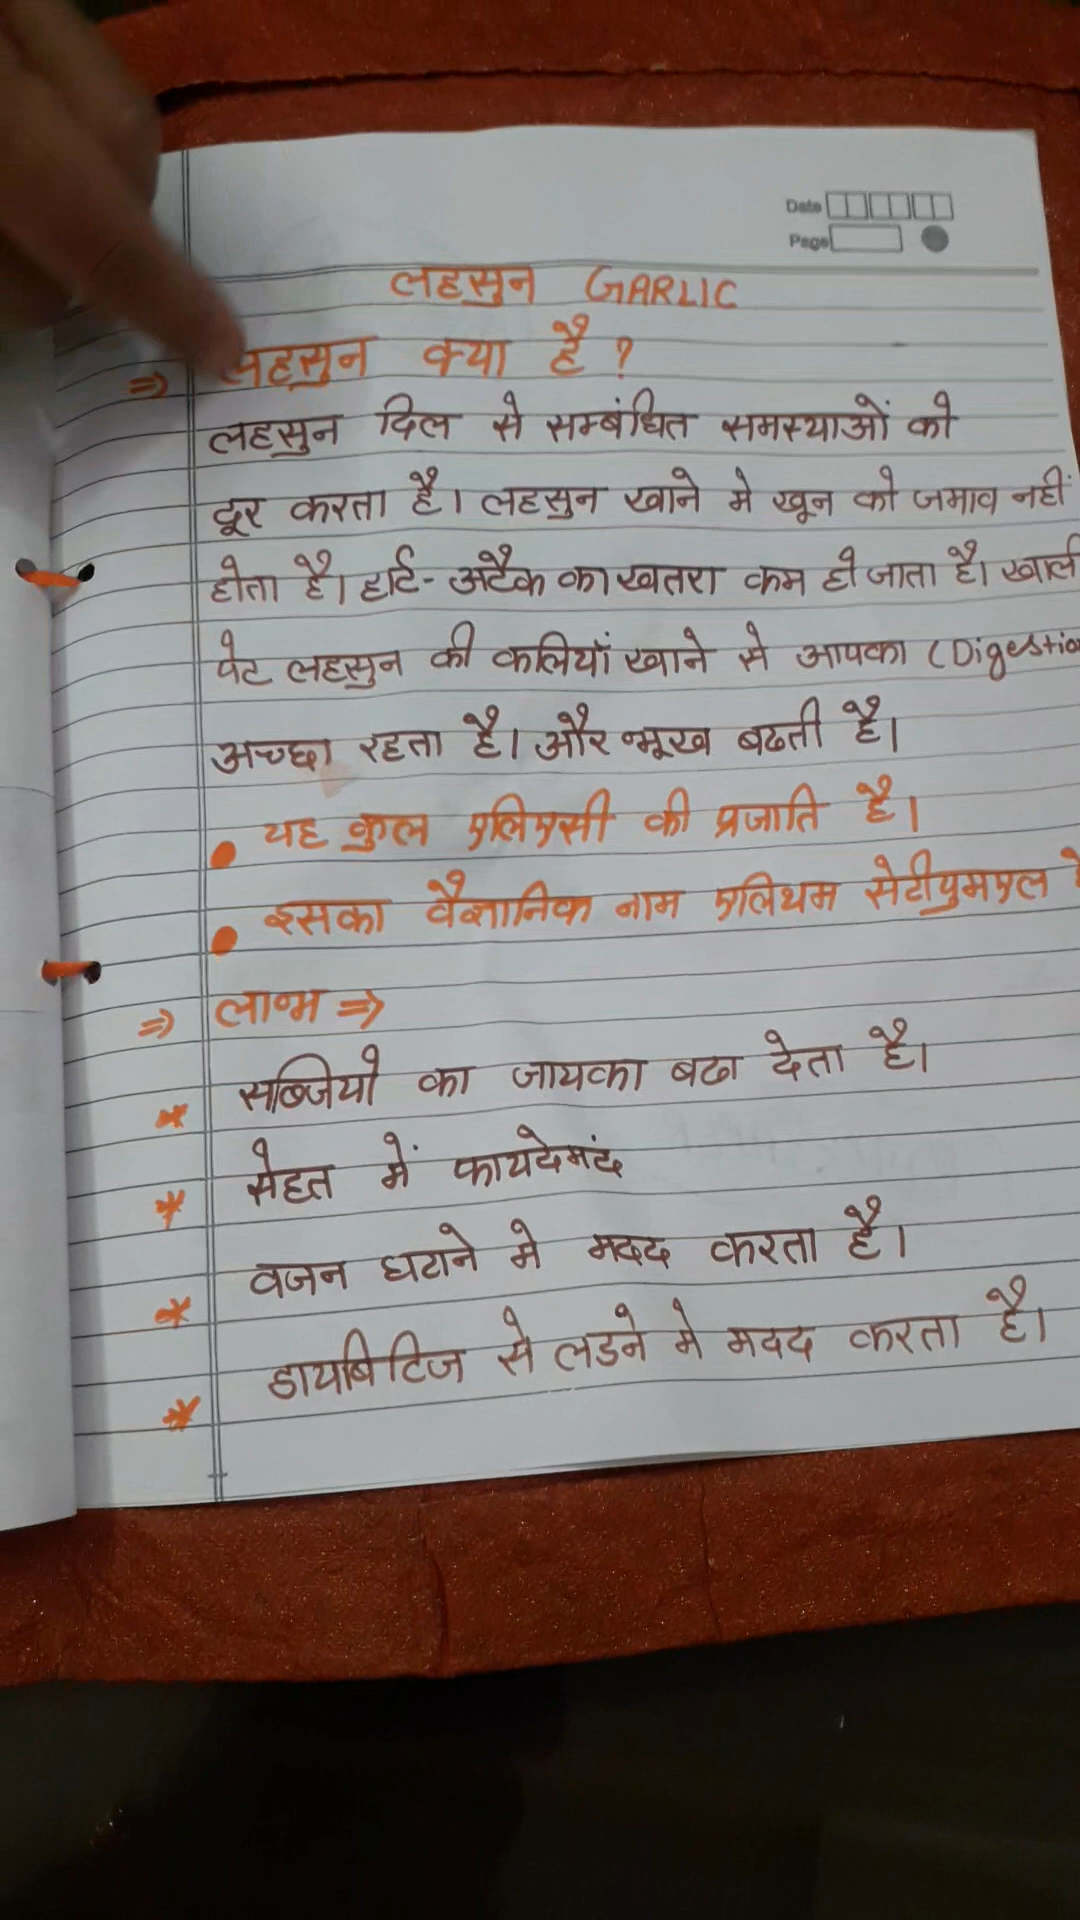 Date
Page
लहसुन GARLIC
⇒ लहसुन क्या है ?
लहसुन दिल से सम्बंधित समस्याओं को
दूर करता है। लहसुन खाने मे खून को जमाव नहीं
होता है। हार्ट-अटैक का खतरा कम हो जाता है।
पेट लहसुन की कलियाँ खाने से आपका (
अच्छा रहता है। और भूख बढती है।
• यह कुल एलिएसी की प्रजाति है।
• इसका वैज्ञानिक नाम एलियम सेटीयुमएल
⇒ लाभ ⇒
* सब्जियो का जायका बढा देता है।
* सेहत में फायदेमंद
* वजन घटाने मे मदद करता है।
* डायबिटिज से लडने मे मदद करता है।